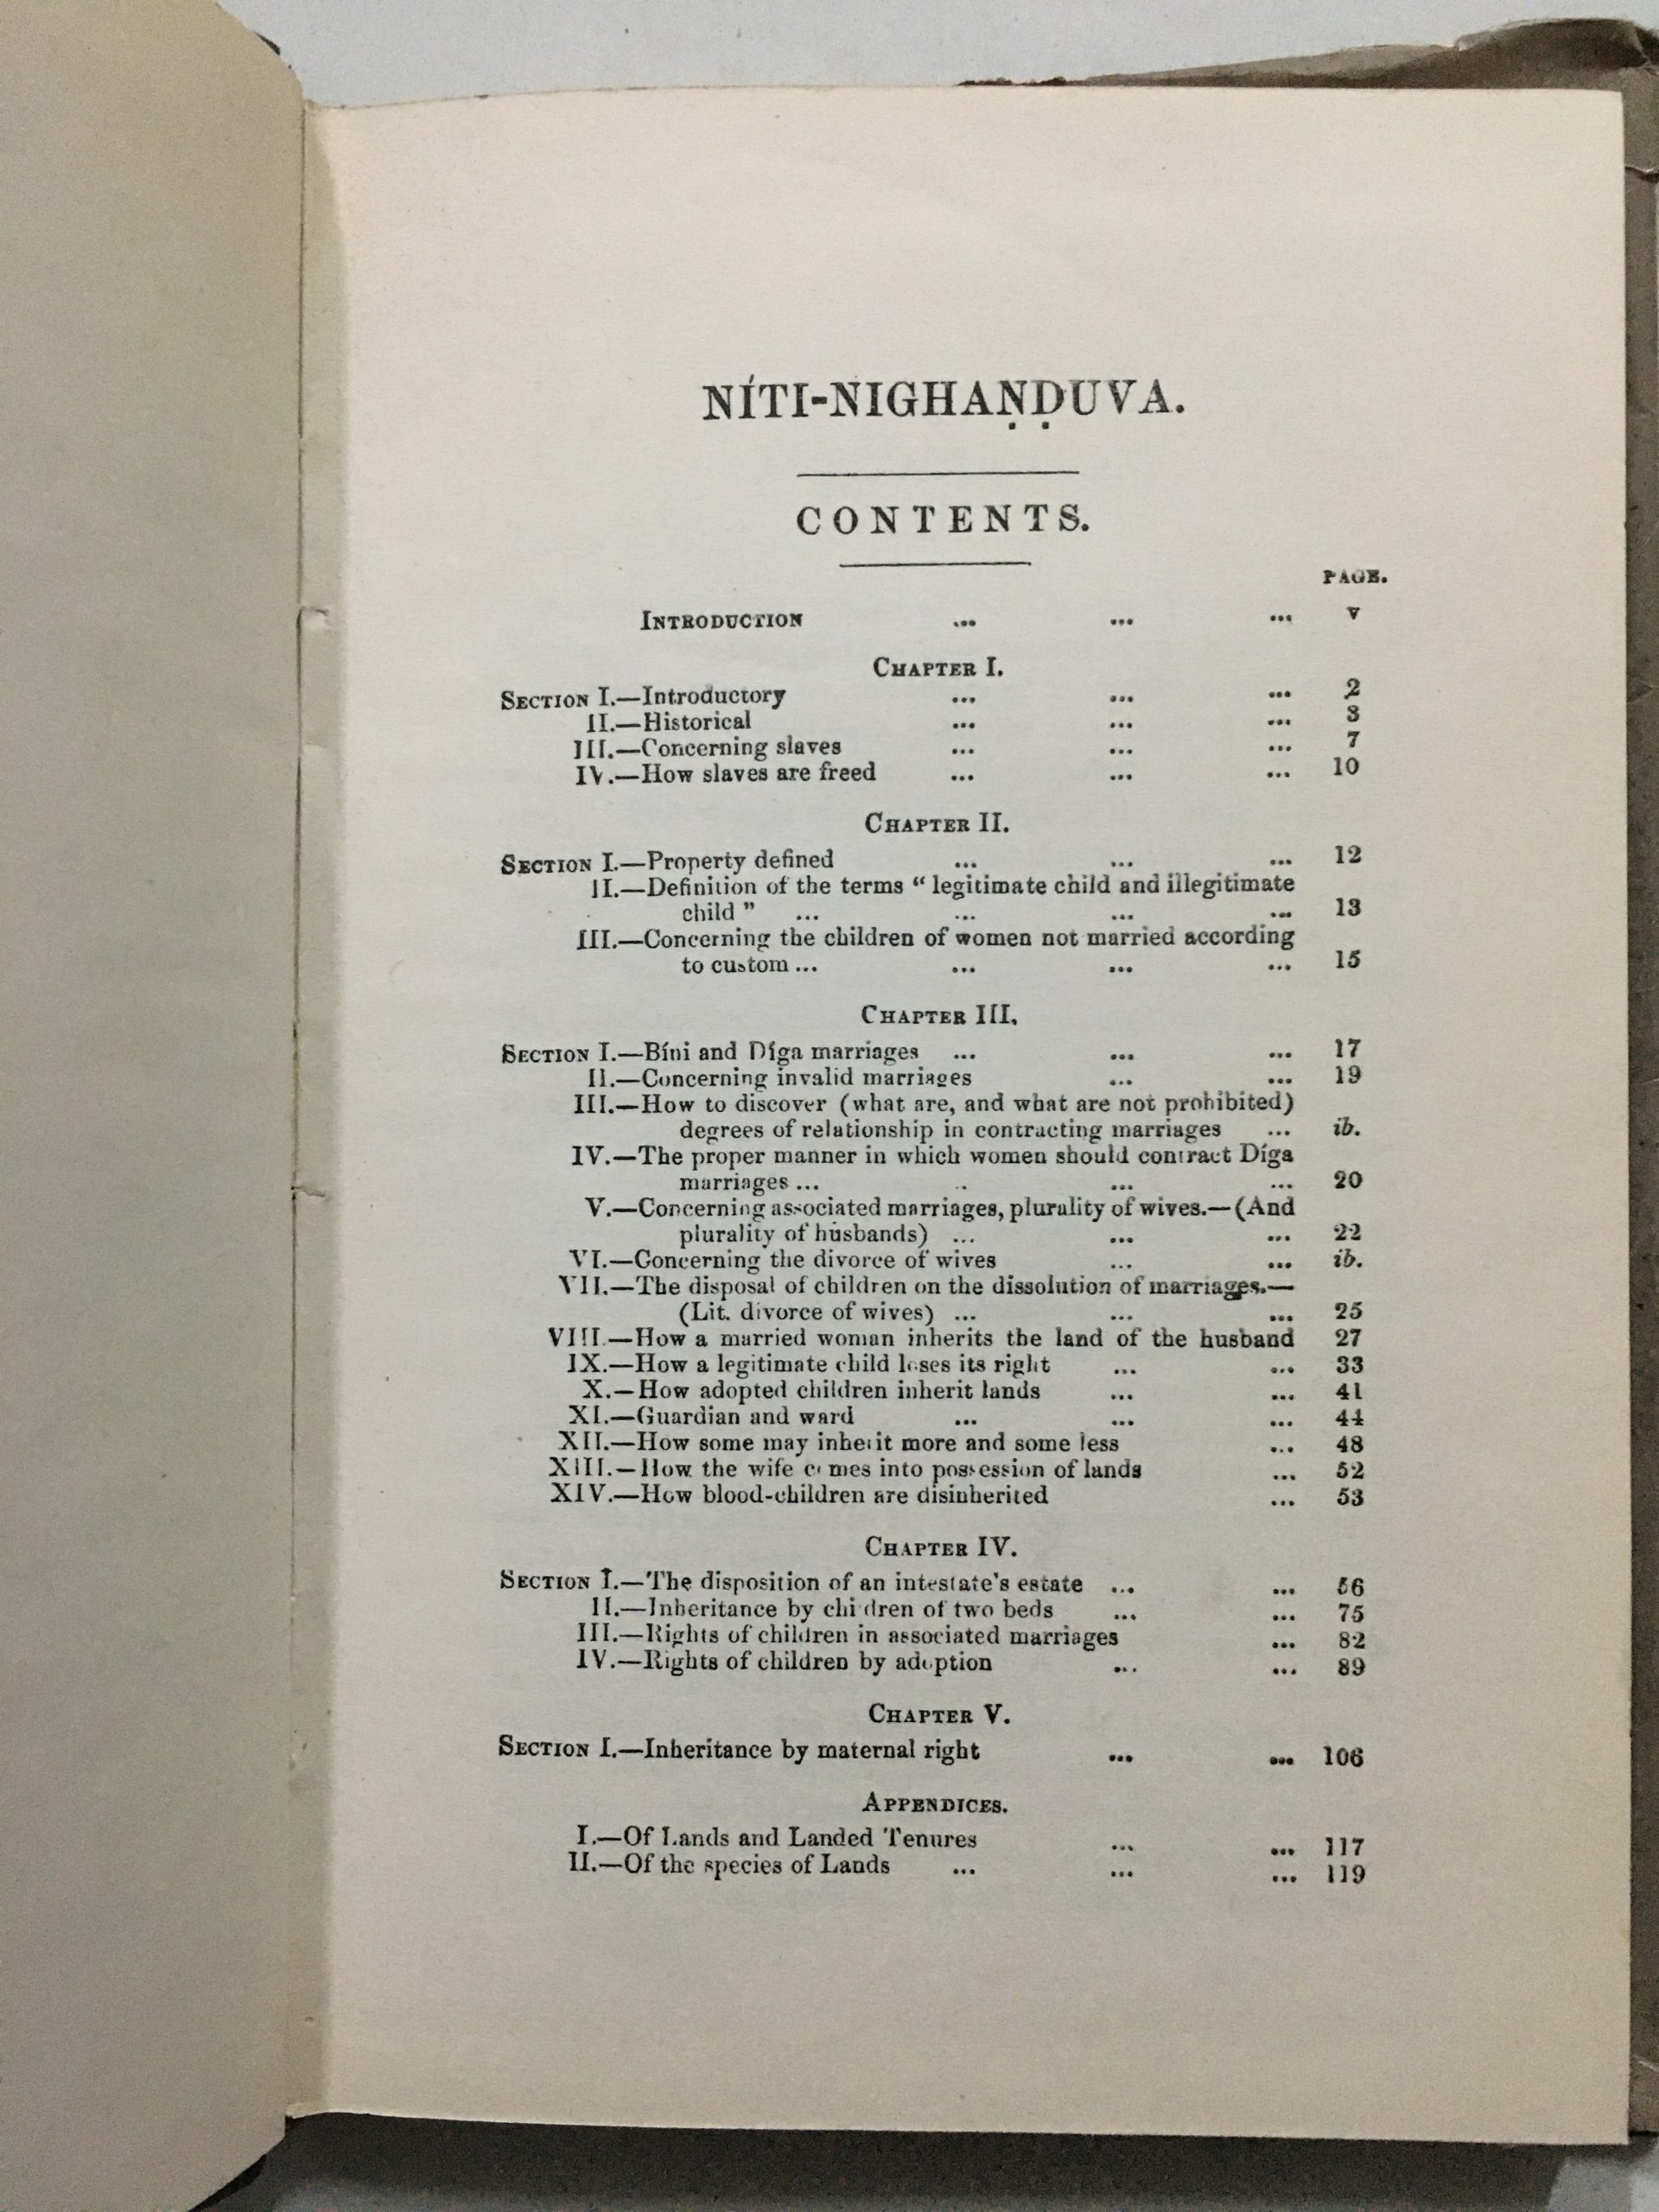 NÍTI-NIGHAṆḌUVA.
CONTENTS.
PAGE.
INTRODUCTION ... ... ... v
CHAPTER I.
SECTION I.—Introductory ... ... ... 2
II.—Historical ... ... ... 3
III.—Concerning slaves ... ... ... 7
IV.—How slaves are freed ... ... ... 10
CHAPTER II.
SECTION I.—Property defined ... ... ... 12
II.—Definition of the terms “ legitimate child and illegitimate
child ” ... ... ... ... 13
III.—Concerning the children of women not married according
to custom ... ... ... ... 15
CHAPTER III.
SECTION I.—Bíni and Díga marriages ... ... ... 17
II.—Concerning invalid marriages ... ... 19
III.—How to discover (what are, and what are not prohibited)
degrees of relationship in contracting marriages ... ib.
IV.—The proper manner in which women should contract Díga
marriages ... .. ... ... 20
V.—Concerning associated marriages, plurality of wives.—(And
plurality of husbands) ... ... ... 22
VI.—Concerning the divorce of wives ... ... ib.
VII.—The disposal of children on the dissolution of marriages.—
(Lit. divorce of wives) ... ... ... 25
VIII.—How a married woman inherits the land of the husband 27
IX.—How a legitimate child loses its right ... ... 33
X.—How adopted children inherit lands ... ... 41
XI.—Guardian and ward ... ... ... 44
XII.—How some may inherit more and some less ... 48
XIII.—How the wife comes into possession of lands ... 52
XIV.—How blood-children are disinherited ... 53
CHAPTER IV.
SECTION I.—The disposition of an intestate's estate ... ... 56
II.—Inheritance by children of two beds ... ... 75
III.—Rights of children in associated marriages ... 82
IV.—Rights of children by adoption ... ... 89
CHAPTER V.
SECTION I.—Inheritance by maternal right ... ... 106
APPENDICES.
I.—Of Lands and Landed Tenures ... ... 117
II.—Of the species of Lands ... ... ... 119